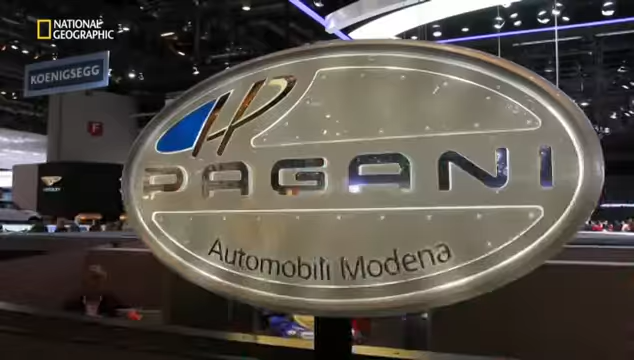 NATIONAL
GEOGRAPHIC
KOENIGSEGG
F
PAGANI
Automobili Modena